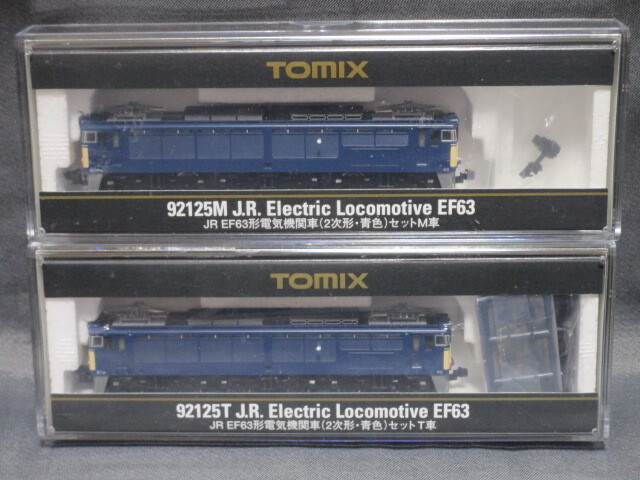 TOMIX
92125M J.R. Electric Locomotive EF63
JR EF63形電気機関車(2次形・青色)セットM車
TOMIX
92125T J.R. Electric Locomotive EF63
JR EF63形電気機関車(2次形・青色)セットT車